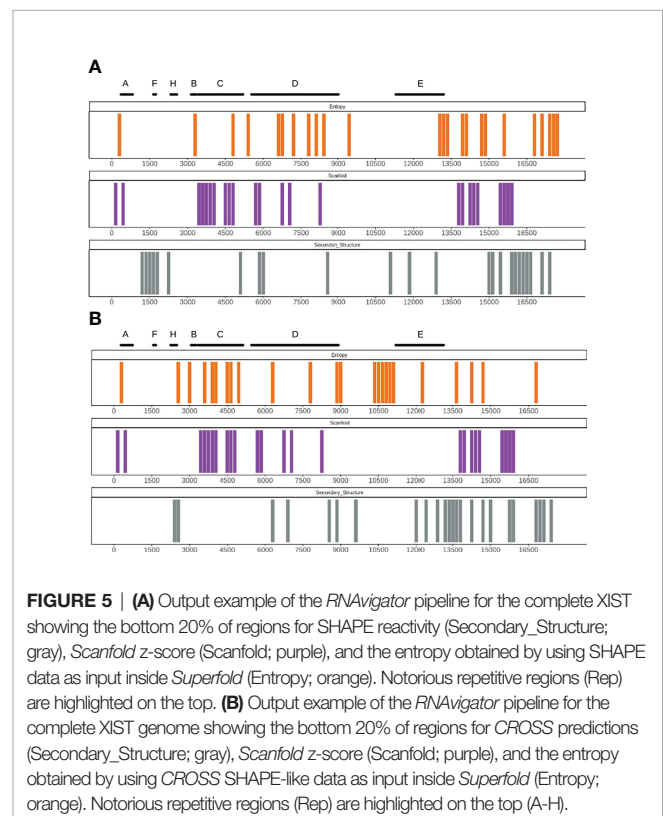 A
A F H B C D E
Entropy
0 1500 3000 4500 6000 7500 9000 10500 12000 13500 15000 16500
Scanfold
0 1500 3000 4500 6000 7500 9000 10500 12000 13500 15000 16500
Secondary_Structure
0 1500 3000 4500 6000 7500 9000 10500 12000 13500 15000 16500
B
A F H B C D E
Entropy
0 1500 3000 4500 6000 7500 9000 10500 12000 13500 15000 16500
Scanfold
0 1500 3000 4500 6000 7500 9000 10500 12000 13500 15000 16500
Secondary_Structure
0 1500 3000 4500 6000 7500 9000 10500 12000 13500 15000 16500
FIGURE 5 | (A) Output example of the RNAvigator pipeline for the complete XIST
showing the bottom 20% of regions for SHAPE reactivity (Secondary_Structure;
gray), Scanfold z-score (Scanfold; purple), and the entropy obtained by using SHAPE
data as input inside Superfold (Entropy; orange). Notorious repetitive regions (Rep)
are highlighted on the top. (B) Output example of the RNAvigator pipeline for the
complete XIST genome showing the bottom 20% of regions for CROSS predictions
(Secondary_Structure; gray), Scanfold z-score (Scanfold; purple), and the entropy
obtained by using CROSS SHAPE-like data as input inside Superfold (Entropy;
orange). Notorious repetitive regions (Rep) are highlighted on the top (A-H).